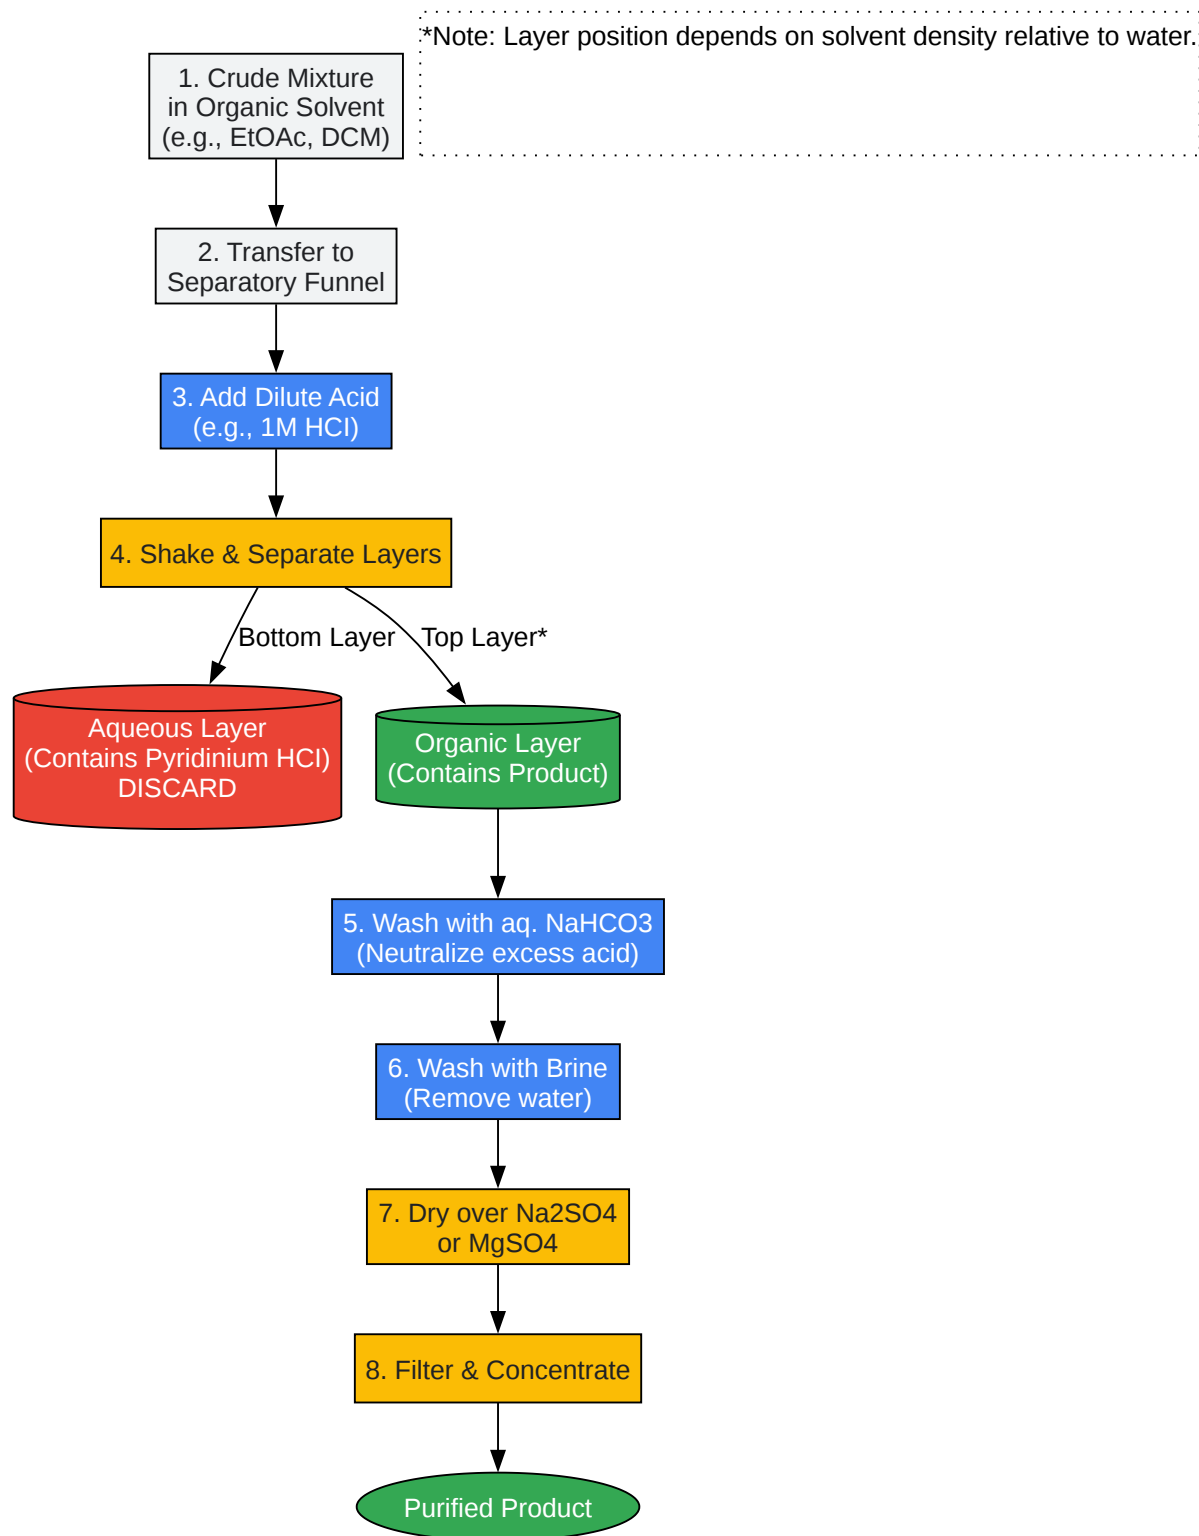 *Note: Layer position depends on solvent density relative to water.
1. Crude Mixture
in Organic Solvent
(e.g., EtOAc, DCM)
2. Transfer to
Separatory Funnel
3. Add Dilute Acid
(e.g., 1M HCl)
4. Shake & Separate Layers
Bottom Layer
Top Layer*
Aqueous Layer
(Contains Pyridinium HCl)
DISCARD
Organic Layer
(Contains Product)
5. Wash with aq. NaHCO3
(Neutralize excess acid)
6. Wash with Brine
(Remove water)
7. Dry over Na2SO4
or MgSO4
8. Filter & Concentrate
Purified Product